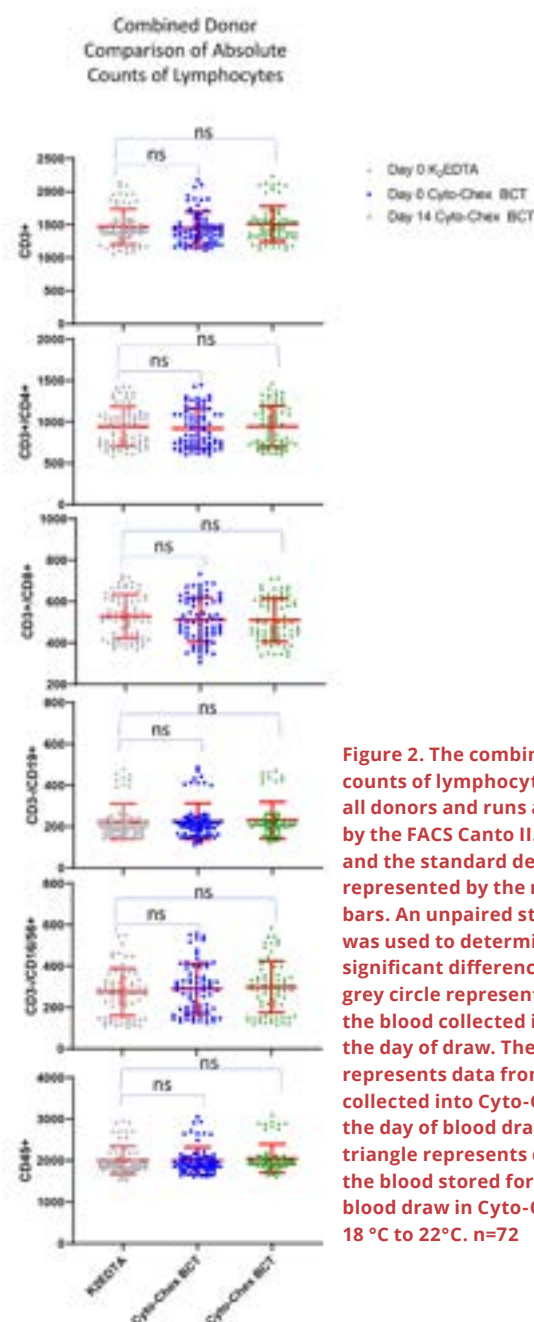 Combined Donor
Comparison of Absolute
Counts of Lymphocytes
ns
ns
2500
2000
1500
1000
500
0
CD3+
Day 0 K2EDTA
Day 0 Cyto-Chex BCT
Day 14 Cyto-Chex BCT
ns
ns
2000
1500
1000
500
0
CD3+/CD4+
ns
ns
1000
800
600
400
200
CD3+/CD8+
ns
ns
800
600
400
200
0
CD3-/CD19+
ns
ns
800
600
400
200
0
CD3-/CD16/56+
ns
ns
4000
3000
2000
1000
0
CD45+
K2EDTA
Cyto-Chex BCT
Cyto-Chex BCT
Figure 2. The combin
counts of lymphocyt
all donors and runs a
by the FACS Canto II.
and the standard de
represented by the r
bars. An unpaired st
was used to determi
significant differenc
grey circle represent
the blood collected i
the day of draw. The
represents data from
collected into Cyto-C
the day of blood dra
triangle represents d
the blood stored for
blood draw in Cyto-C
18 °C to 22°C. n=72